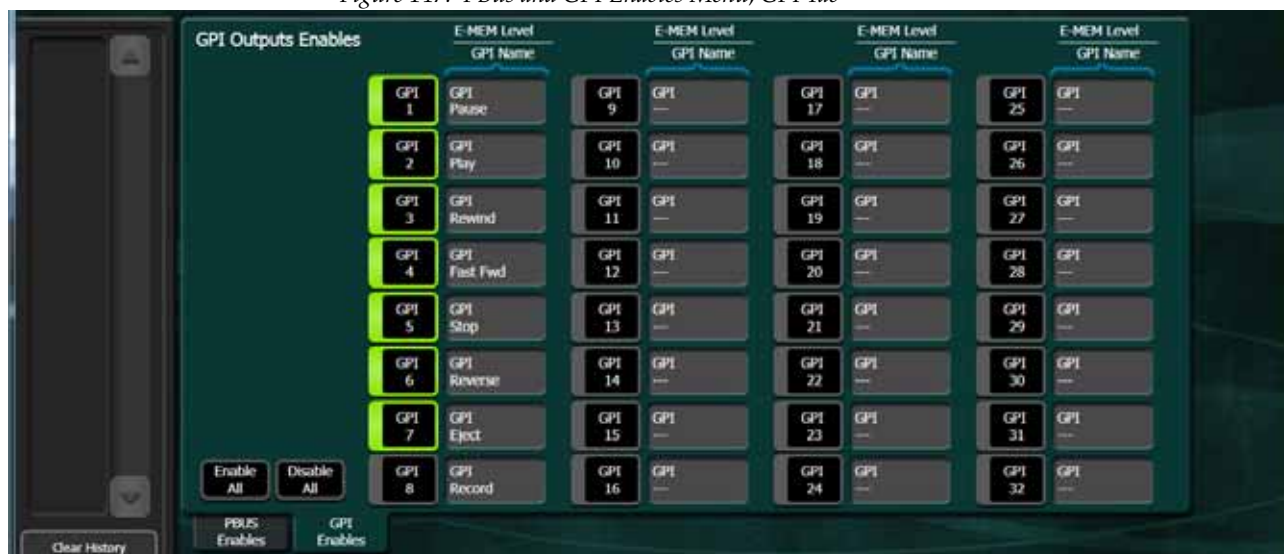 GPI Outputs Enables
E-MEM Level
GPI Name
E-MEM Level
GPI Name
E-MEM Level
GPI Name
E-MEM Level
GPI Name
GPI
1
GPI
Pause
GPI
9
GPI
---
GPI
17
GPI
---
GPI
25
GPI
---
GPI
2
GPI
Play
GPI
10
GPI
---
GPI
18
GPI
---
GPI
26
GPI
---
GPI
3
GPI
Rewind
GPI
11
GPI
---
GPI
19
GPI
---
GPI
27
GPI
---
GPI
4
GPI
Fast Fwd
GPI
12
GPI
---
GPI
20
GPI
---
GPI
28
GPI
---
GPI
5
GPI
Stop
GPI
13
GPI
---
GPI
21
GPI
---
GPI
29
GPI
---
GPI
6
GPI
Reverse
GPI
14
GPI
---
GPI
22
GPI
---
GPI
30
GPI
---
GPI
7
GPI
Eject
GPI
15
GPI
---
GPI
23
GPI
---
GPI
31
GPI
---
Enable
All
Disable
All
GPI
8
GPI
Record
GPI
16
GPI
---
GPI
24
GPI
---
GPI
32
GPI
---
PBUS
Enables
GPI
Enables
Clear History